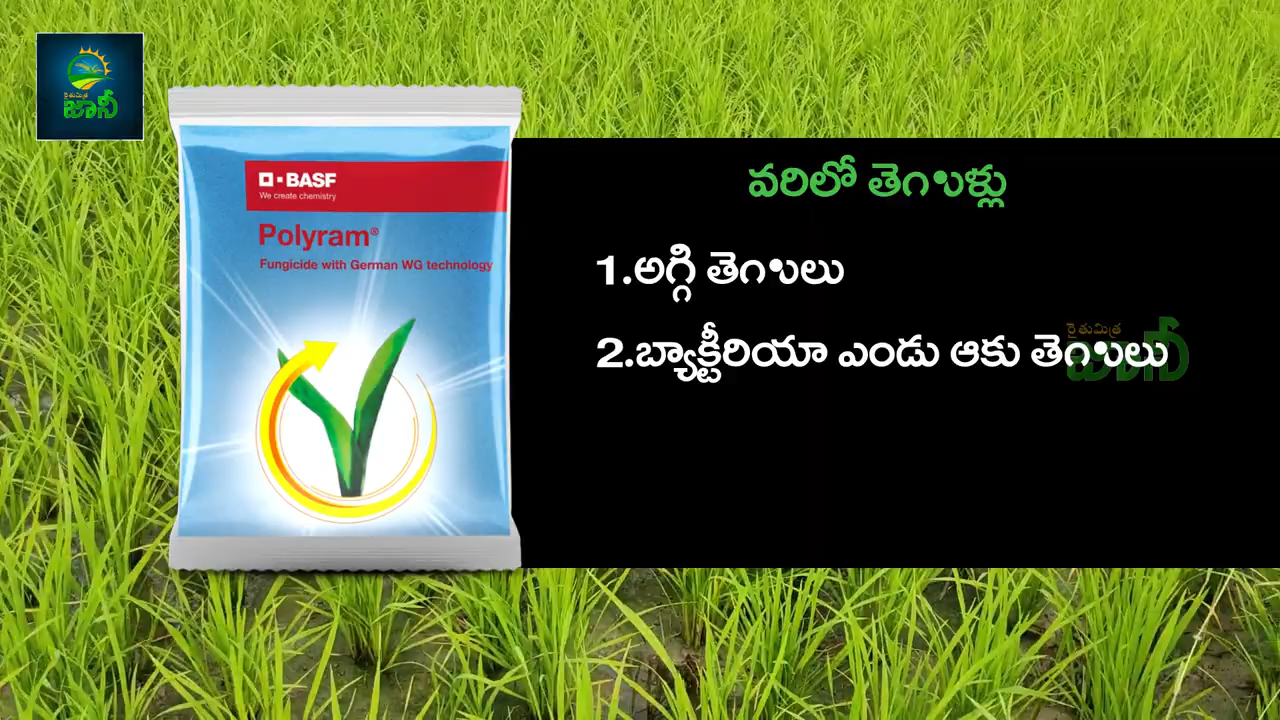 రైతుమిత్ర
జానీ
BASF
We create chemistry
Polyram®
Fungicide with German WG technology
వరిలో తెగుళ్లు
1.అగ్గి తెగులు
2.బ్యాక్టీరియా ఎండు ఆకు తెగులు
రైతుమిత్ర
జానీ